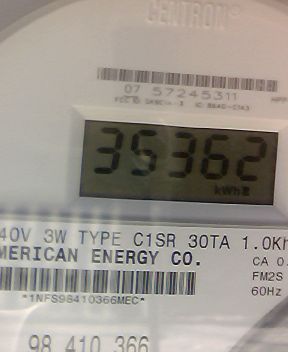 CENTRON®
07 57245311
35362
kWh
40V 3W TYPE C1SR 30TA 1.0Kh
MERICAN ENERGY CO.
CA 0.
FM2S
60Hz
*1NFS98410366MEC*
98 410 366